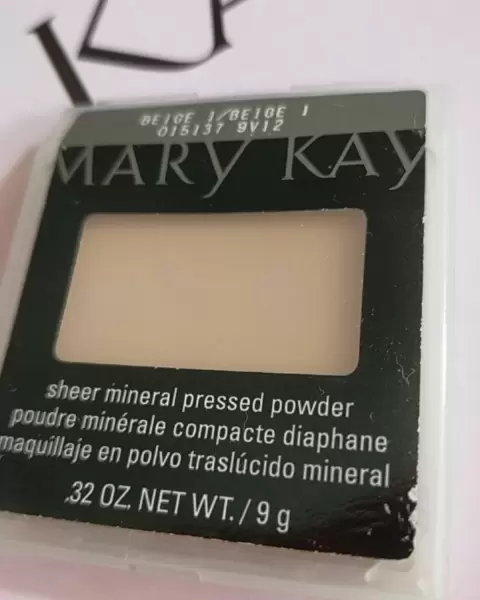 BEIGE 1/BEIGE 1
015137 9V12
MARY KAY
sheer mineral pressed powder
poudre minérale compacte diaphane
maquillaje en polvo traslúcido mineral
.32 OZ. NET WT. / 9 g